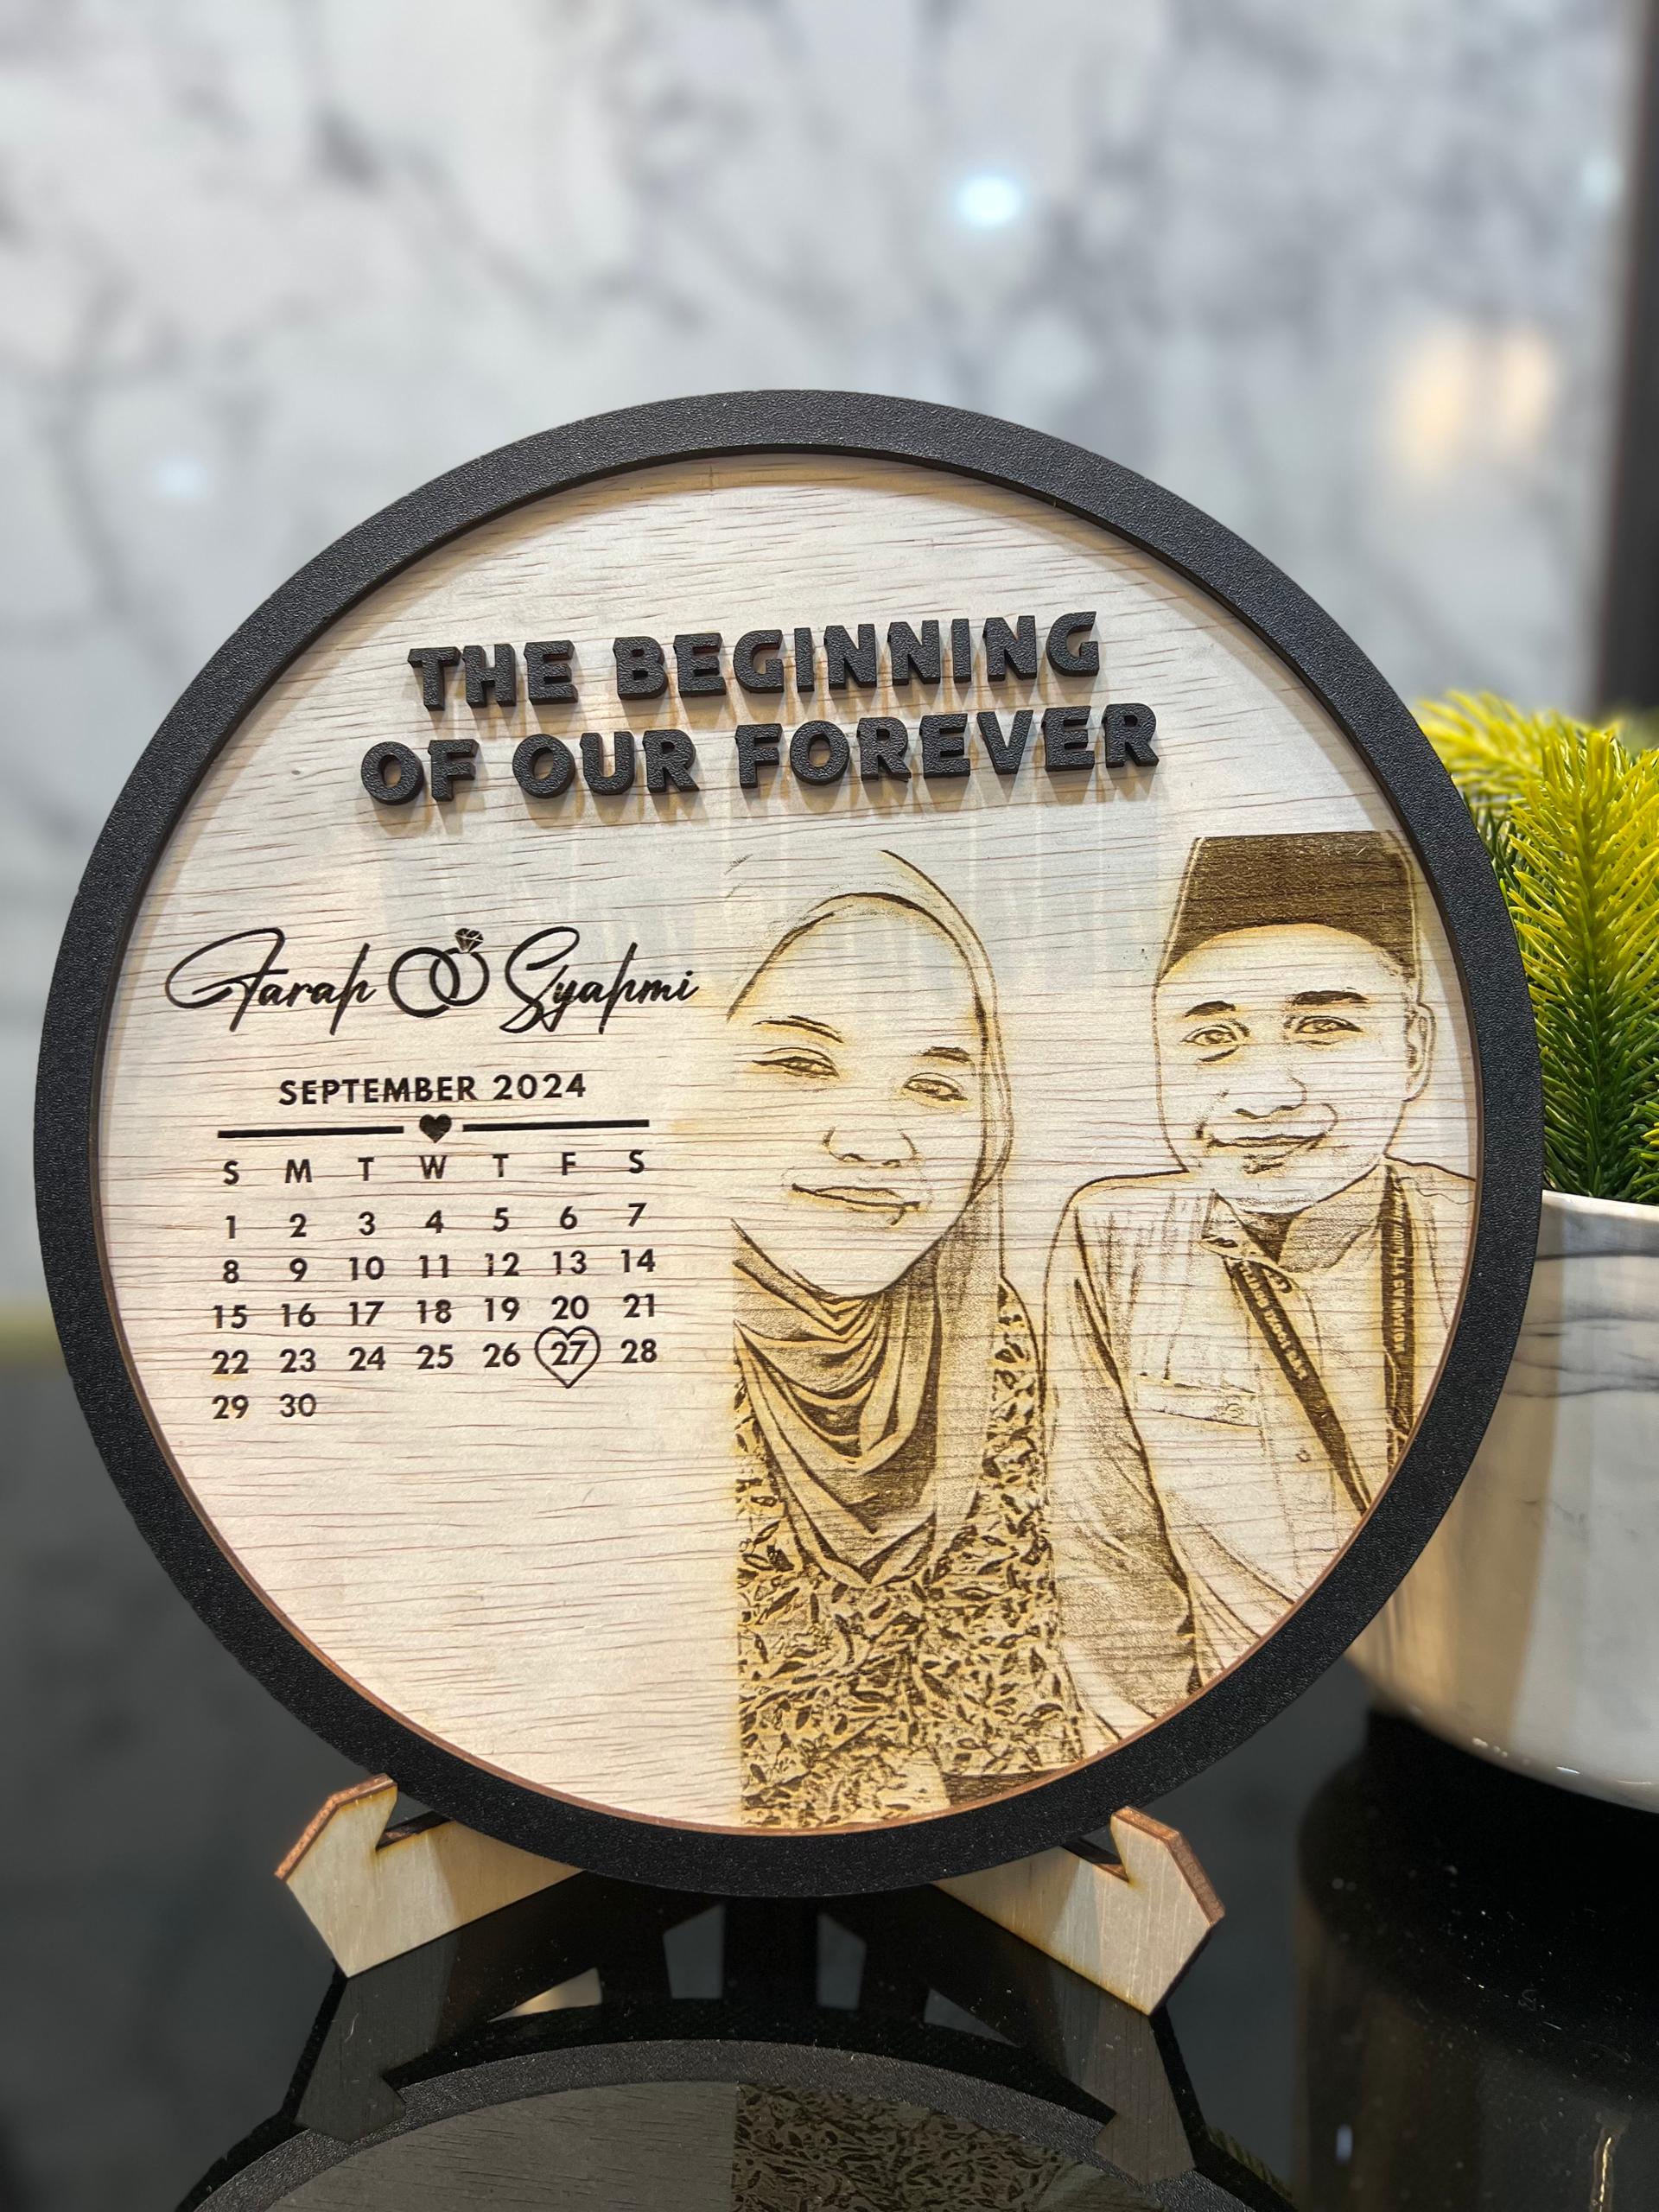 THE BEGINNING
OF OUR FOREVER
Farah Syahmi
SEPTEMBER 2024
S M T W T F S
1 2 3 4 5 6 7
8 9 10 11 12 13 14
15 16 17 18 19 20 21
22 23 24 25 26 27 28
29 30